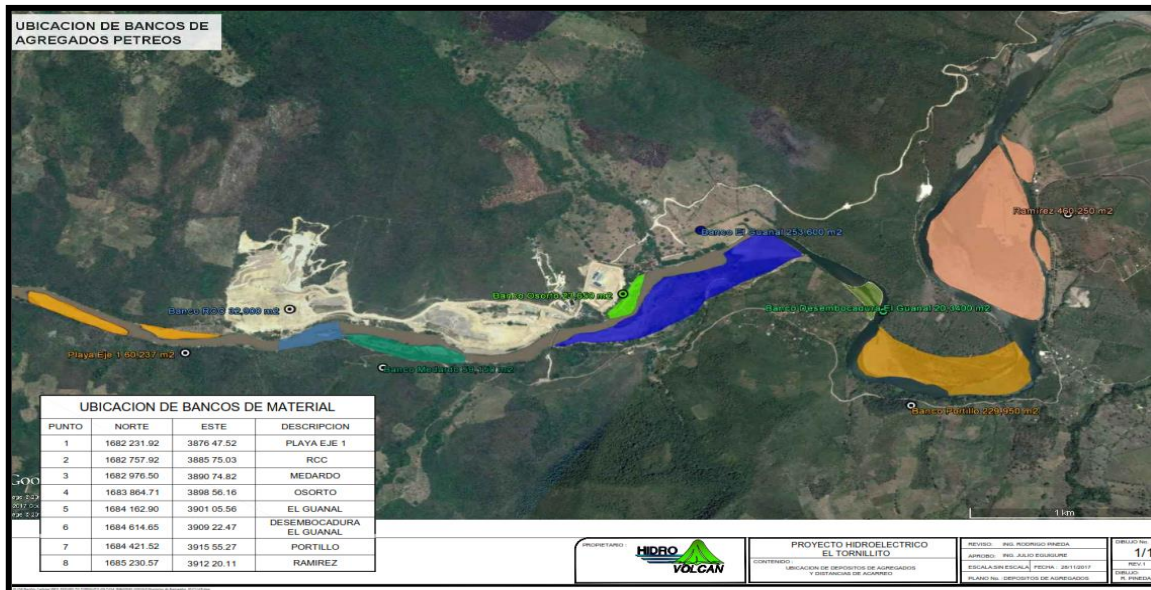 UBICACION DE BANCOS DE
AGREGADOS PETREOS
Ramirez 460,250 m2
Banco El Guanal 253,600 m2
Banco Osorto 23,550 m2
Banco Desembocadura El Guanal
Banco RCC 22,900 m2
Playa Eje 1 60,237 m2
Banco Medardo
Banco Portillo 229,950 m2
UBICACION DE BANCOS DE MATERIAL
PUNTO NORTE ESTE DESCRIPCION
1 1682 231.92 3876 47.52 PLAYA EJE 1
2 1682 757.92 3885 75.03 RCC
3 1682 976.50 3890 74.82 MEDARDO
4 1683 864.71 3898 56.16 OSORTO
5 1684 162.90 3901 05.56 EL GUANAL
6 1684 614.65 3909 22.47 DESEMBOCADURA
EL GUANAL
7 1684 421.52 3915 55.27 PORTILLO
8 1685 230.57 3912 20.11 RAMIREZ
Goo
1 km
PROPIETARIO :
HIDRO
VOLCAN
PROYECTO HIDROELECTRICO
EL TORNILLITO
CONTENIDO :
UBICACION DE DEPOSITOS DE AGREGADOS
Y DISTANCIAS DE ACARREO
REVISO: ING. RODRIGO PINEDA
APROBO: ING. JULIO EGUIGURE
ESCALA:SIN ESCALA FECHA : 28/11/2017
PLANO No. :DEPOSITOS DE AGREGADOS
DIBUJO No.
1/1
REV.1
DIBUJO:
R. PINEDA